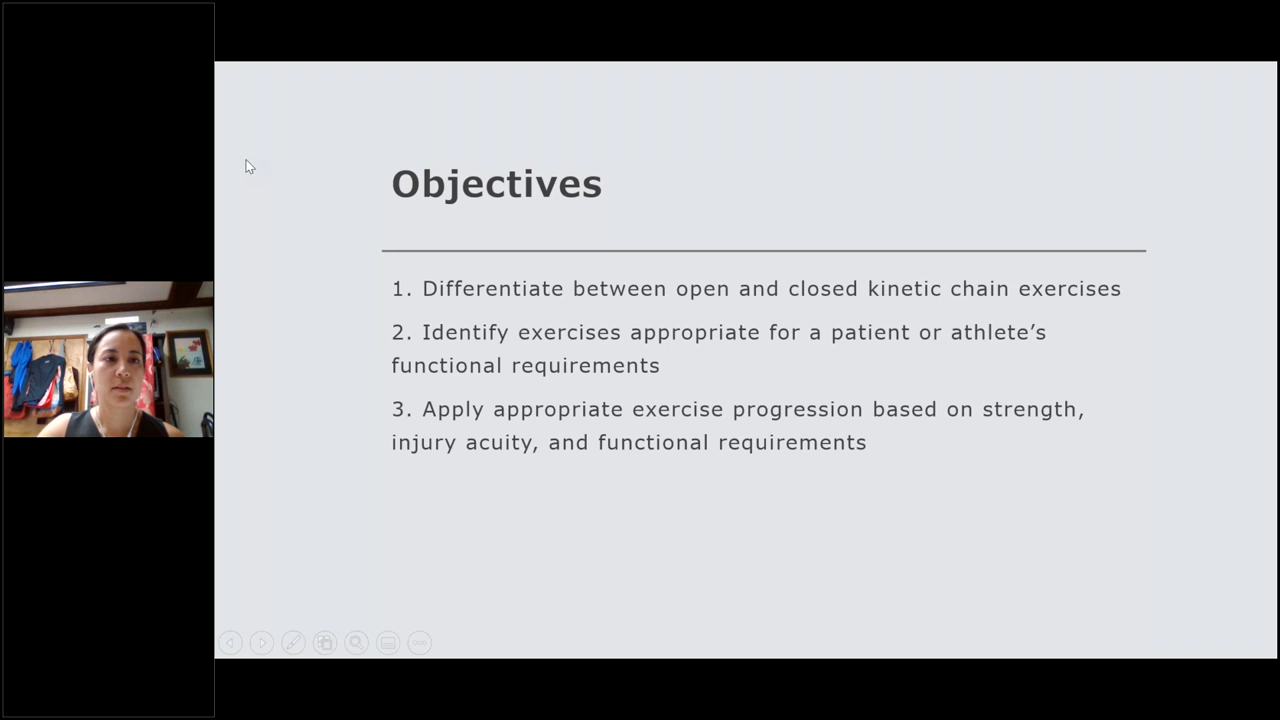 Objectives
1. Differentiate between open and closed kinetic chain exercises
2. Identify exercises appropriate for a patient or athlete’s
functional requirements
3. Apply appropriate exercise progression based on strength,
injury acuity, and functional requirements